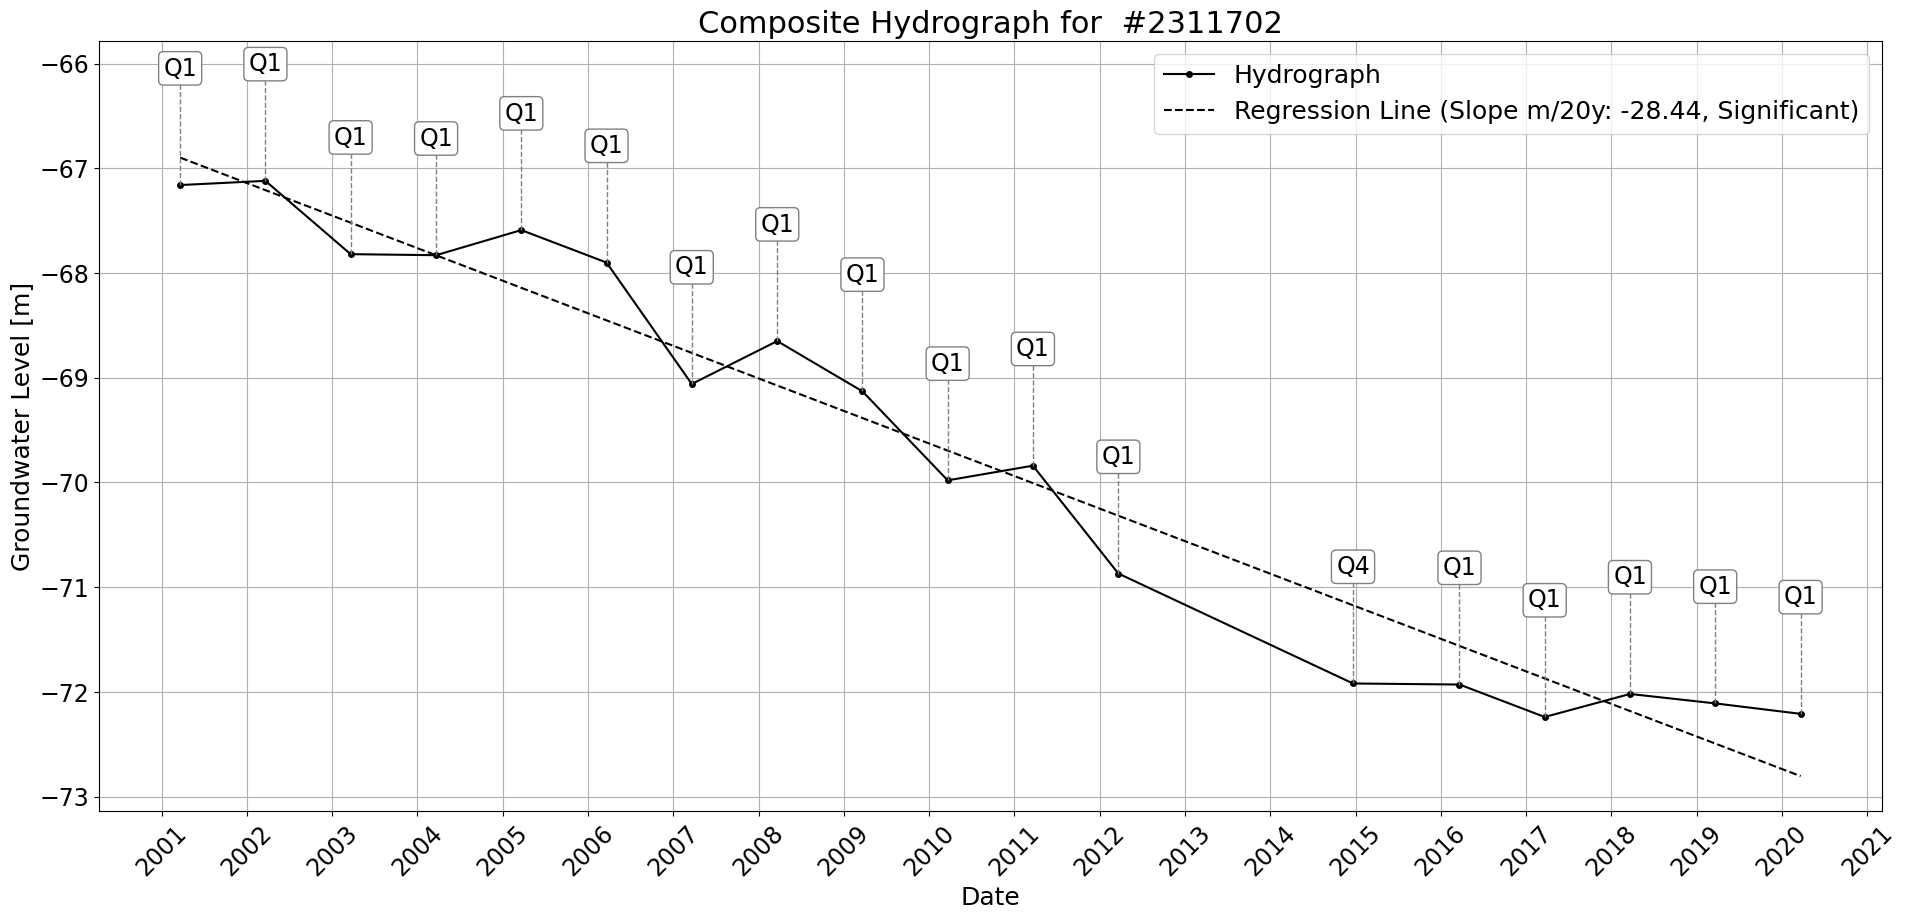 Composite Hydrograph for #2311702
Hydrograph
Regression Line (Slope m/20y: -28.44, Significant)
Groundwater Level [m]
−66
−67
−68
−69
−70
−71
−72
−73
Q1
Q1
Q1
Q1
Q1
Q1
Q1
Q1
Q1
Q1
Q1
Q1
Q4
Q1
Q1
Q1
Q1
Q1
2001
2002
2003
2004
2005
2006
2007
2008
2009
2010
2011
2012
2013
2014
2015
2016
2017
2018
2019
2020
2021
Date